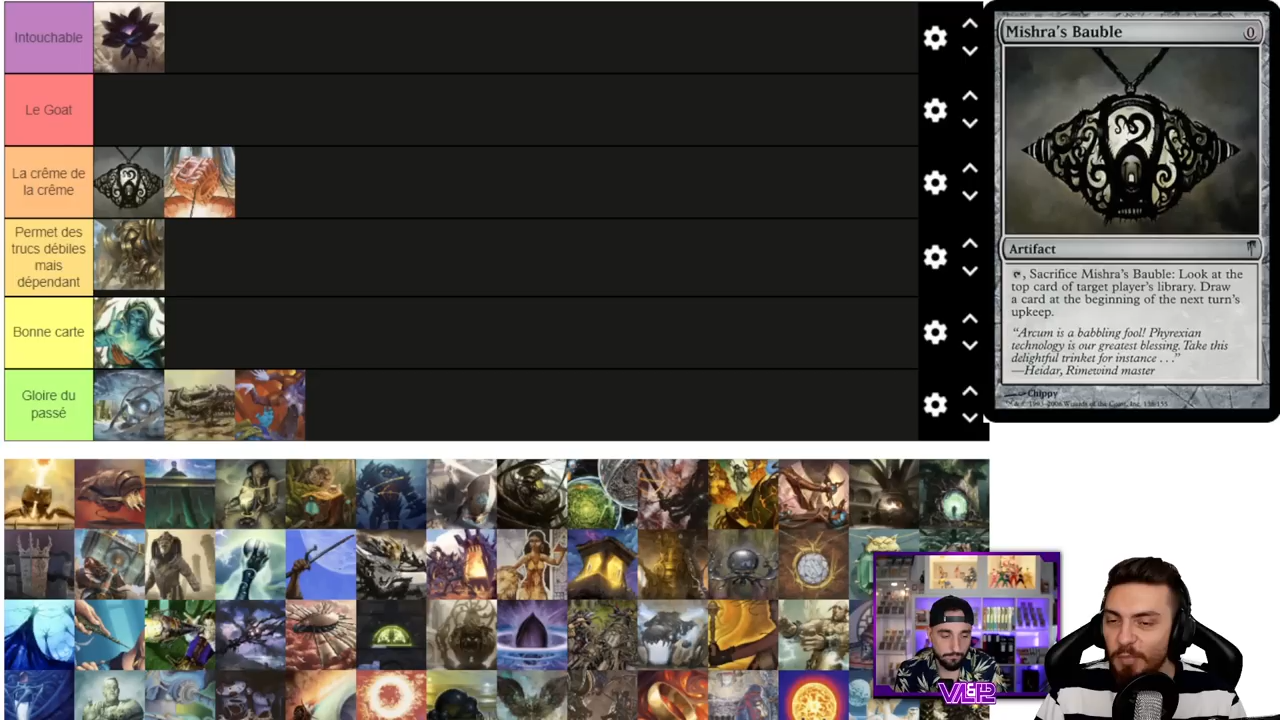 Intouchable
Le Goat
La crême de
la crême
Permet des
trucs débiles
mais
dépendant
Bonne carte
Gloire du
passé
Mishra's Bauble 0
Artifact
, Sacrifice Mishra's Bauble: Look at the
top card of target player's library. Draw
a card at the beginning of the next turn's
upkeep.
“Arcum is a babbling fool! Phyrexian
technology is our greatest blessing. Take this
delightful trinket for instance . . .”
—Heidar, Rimewind master
Chippy